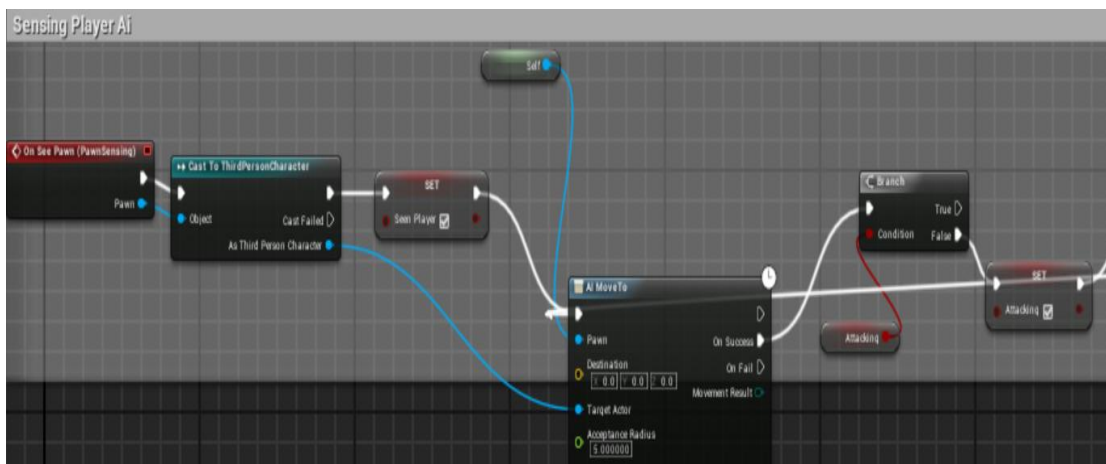 Sensing Player Ai
Self
On See Pawn (PawnSensing)
Pawn
Cast To ThirdPersonCharacter
Object
Cast Failed
As Third Person Character
SET
Seen Player
AI MoveTo
Pawn
On Success
Destination
X 0.0 Y 0.0 Z 0.0
On Fail
Movement Result
Target Actor
Acceptance Radius
5.000000
Branch
True
Condition
False
Attacking
SET
Attacking